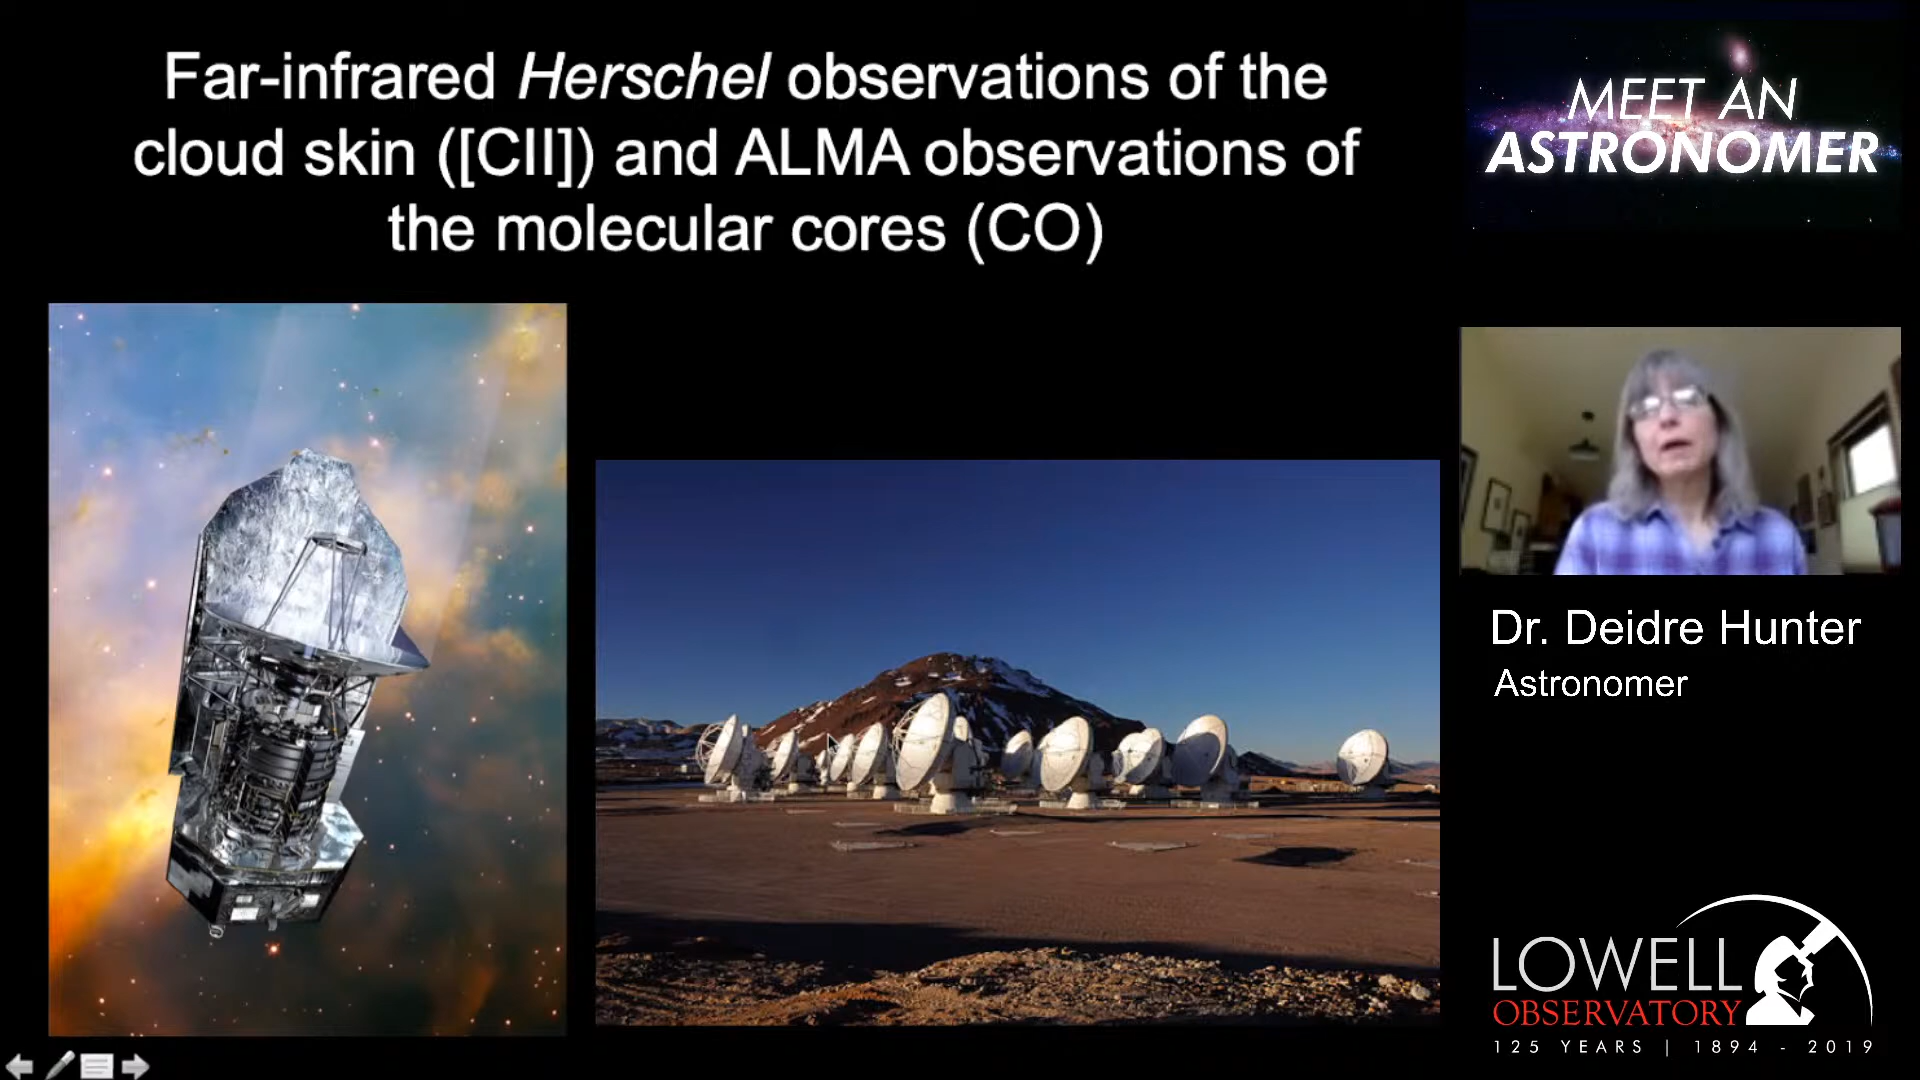 Far-infrared Herschel observations of the
cloud skin ([CII]) and ALMA observations of
the molecular cores (CO)
MEET AN
ASTRONOMER
Dr. Deidre Hunter
Astronomer
LOWELL
OBSERVATORY
125 YEARS | 1894 - 2019